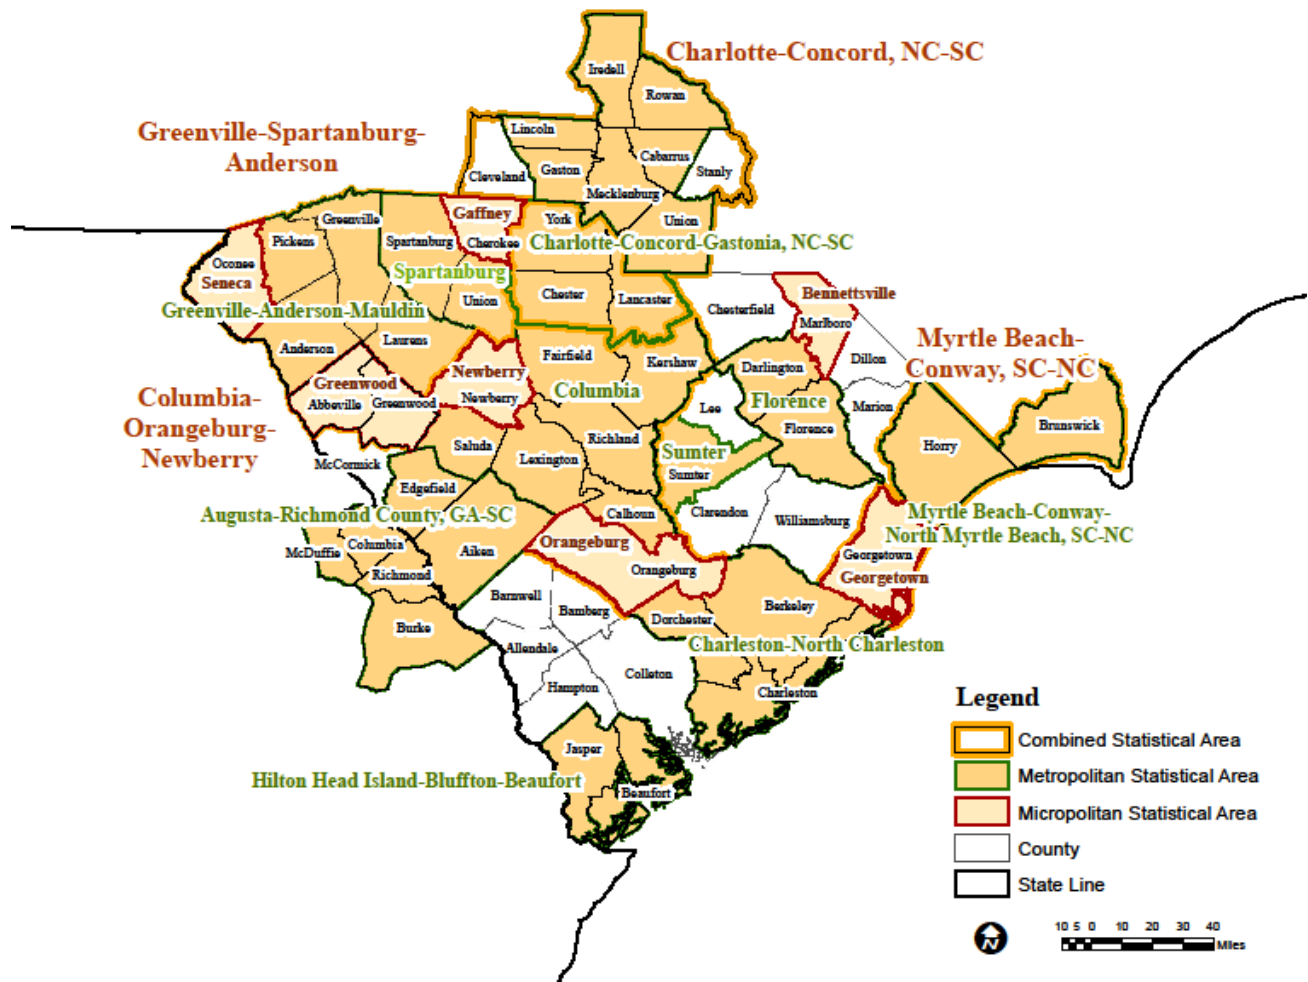 Charlotte-Concord, NC-SC
Iredell
Rowan
Greenville-Spartanburg-
Anderson
Lincoln
Cabarrus
Gaston
Stanly
Cleveland
Mecklenburg
Gaffney
York
Union
Greenville
Pickens
Spartanburg
Cherokee
Charlotte-Concord-Gastonia, NC-SC
Oconee
Seneca
Spartanburg
Union
Chester
Lancaster
Chesterfield
Bennettsville
Marlboro
Greenville-Anderson-Mauldin
Anderson
Laurens
Fairfield
Kershaw
Darlington
Dillon
Myrtle Beach-
Conway, SC-NC
Greenwood
Abbeville
Greenwood
Newberry
Newberry
Columbia
Lee
Florence
Florence
Marion
Brunswick
Columbia-
Orangeburg-
Newberry
Saluda
Lexington
Richland
Sumter
Sumter
Horry
McCormick
Edgefield
Augusta-Richmond County, GA-SC
Calhoun
Clarendon
Williamsburg
Myrtle Beach-Conway-
North Myrtle Beach, SC-NC
McDuffie
Columbia
Richmond
Aiken
Orangeburg
Orangeburg
Georgetown
Georgetown
Burke
Barnwell
Bamberg
Dorchester
Berkeley
Allendale
Charleston-North Charleston
Colleton
Hampton
Charleston
Jasper
Hilton Head Island-Bluffton-Beaufort
Beaufort
Legend
Combined Statistical Area
Metropolitan Statistical Area
Micropolitan Statistical Area
County
State Line
N
10 5 0 10 20 30 40
Miles